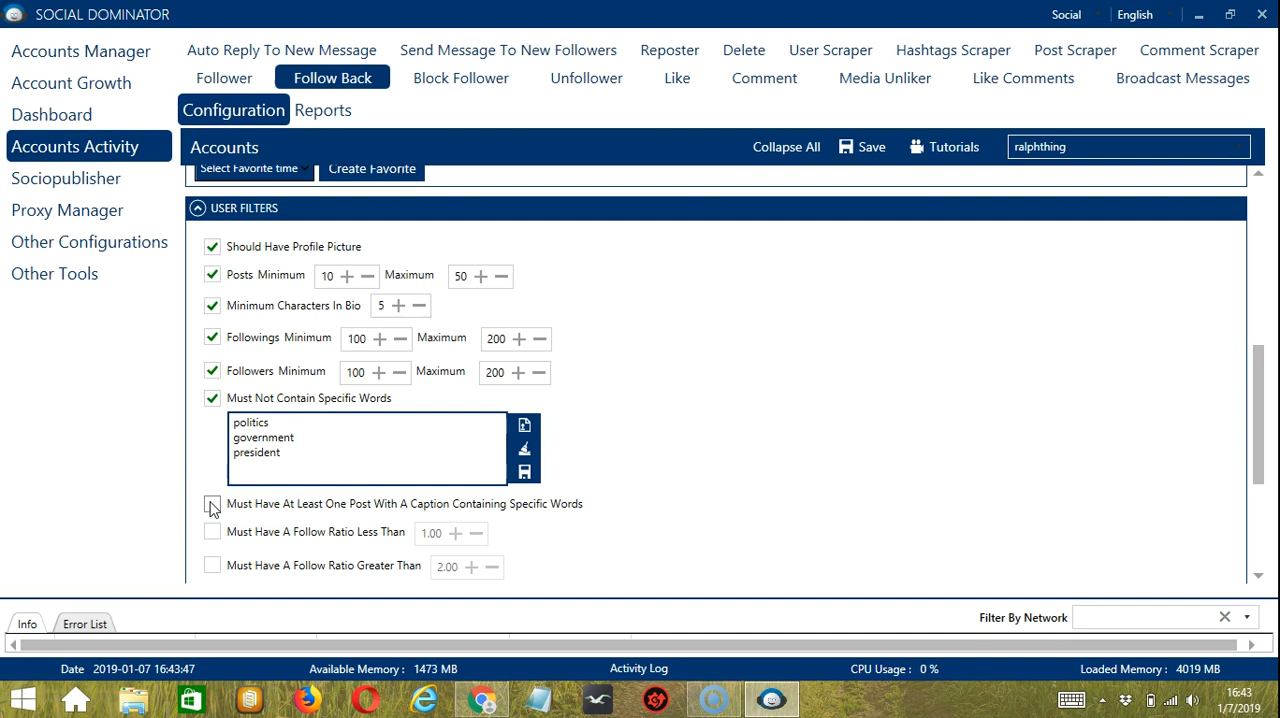 SOCIAL DOMINATOR
Social
English
Accounts Manager
Account Growth
Dashboard
Accounts Activity
Sociopublisher
Proxy Manager
Other Configurations
Other Tools
Auto Reply To New Message Send Message To New Followers Reposter Delete User Scraper Hashtags Scraper Post Scraper Comment Scraper
Follower Follow Back Block Follower Unfollower Like Comment Media Unliker Like Comments Broadcast Messages
Configuration Reports
Accounts Collapse All Save Tutorials ralphthing
Select Favorite time Create Favorite
USER FILTERS
Should Have Profile Picture
Posts Minimum 10 Maximum 50
Minimum Characters In Bio 5
Followings Minimum 100 Maximum 200
Followers Minimum 100 Maximum 200
Must Not Contain Specific Words
politics
government
president
Must Have At Least One Post With A Caption Containing Specific Words
Must Have A Follow Ratio Less Than 1.00
Must Have A Follow Ratio Greater Than 2.00
Info Error List Filter By Network
Date 2019-01-07 16:43:47 Available Memory : 1473 MB Activity Log CPU Usage : 0 % Loaded Memory : 4019 MB
16:43
1/7/2019